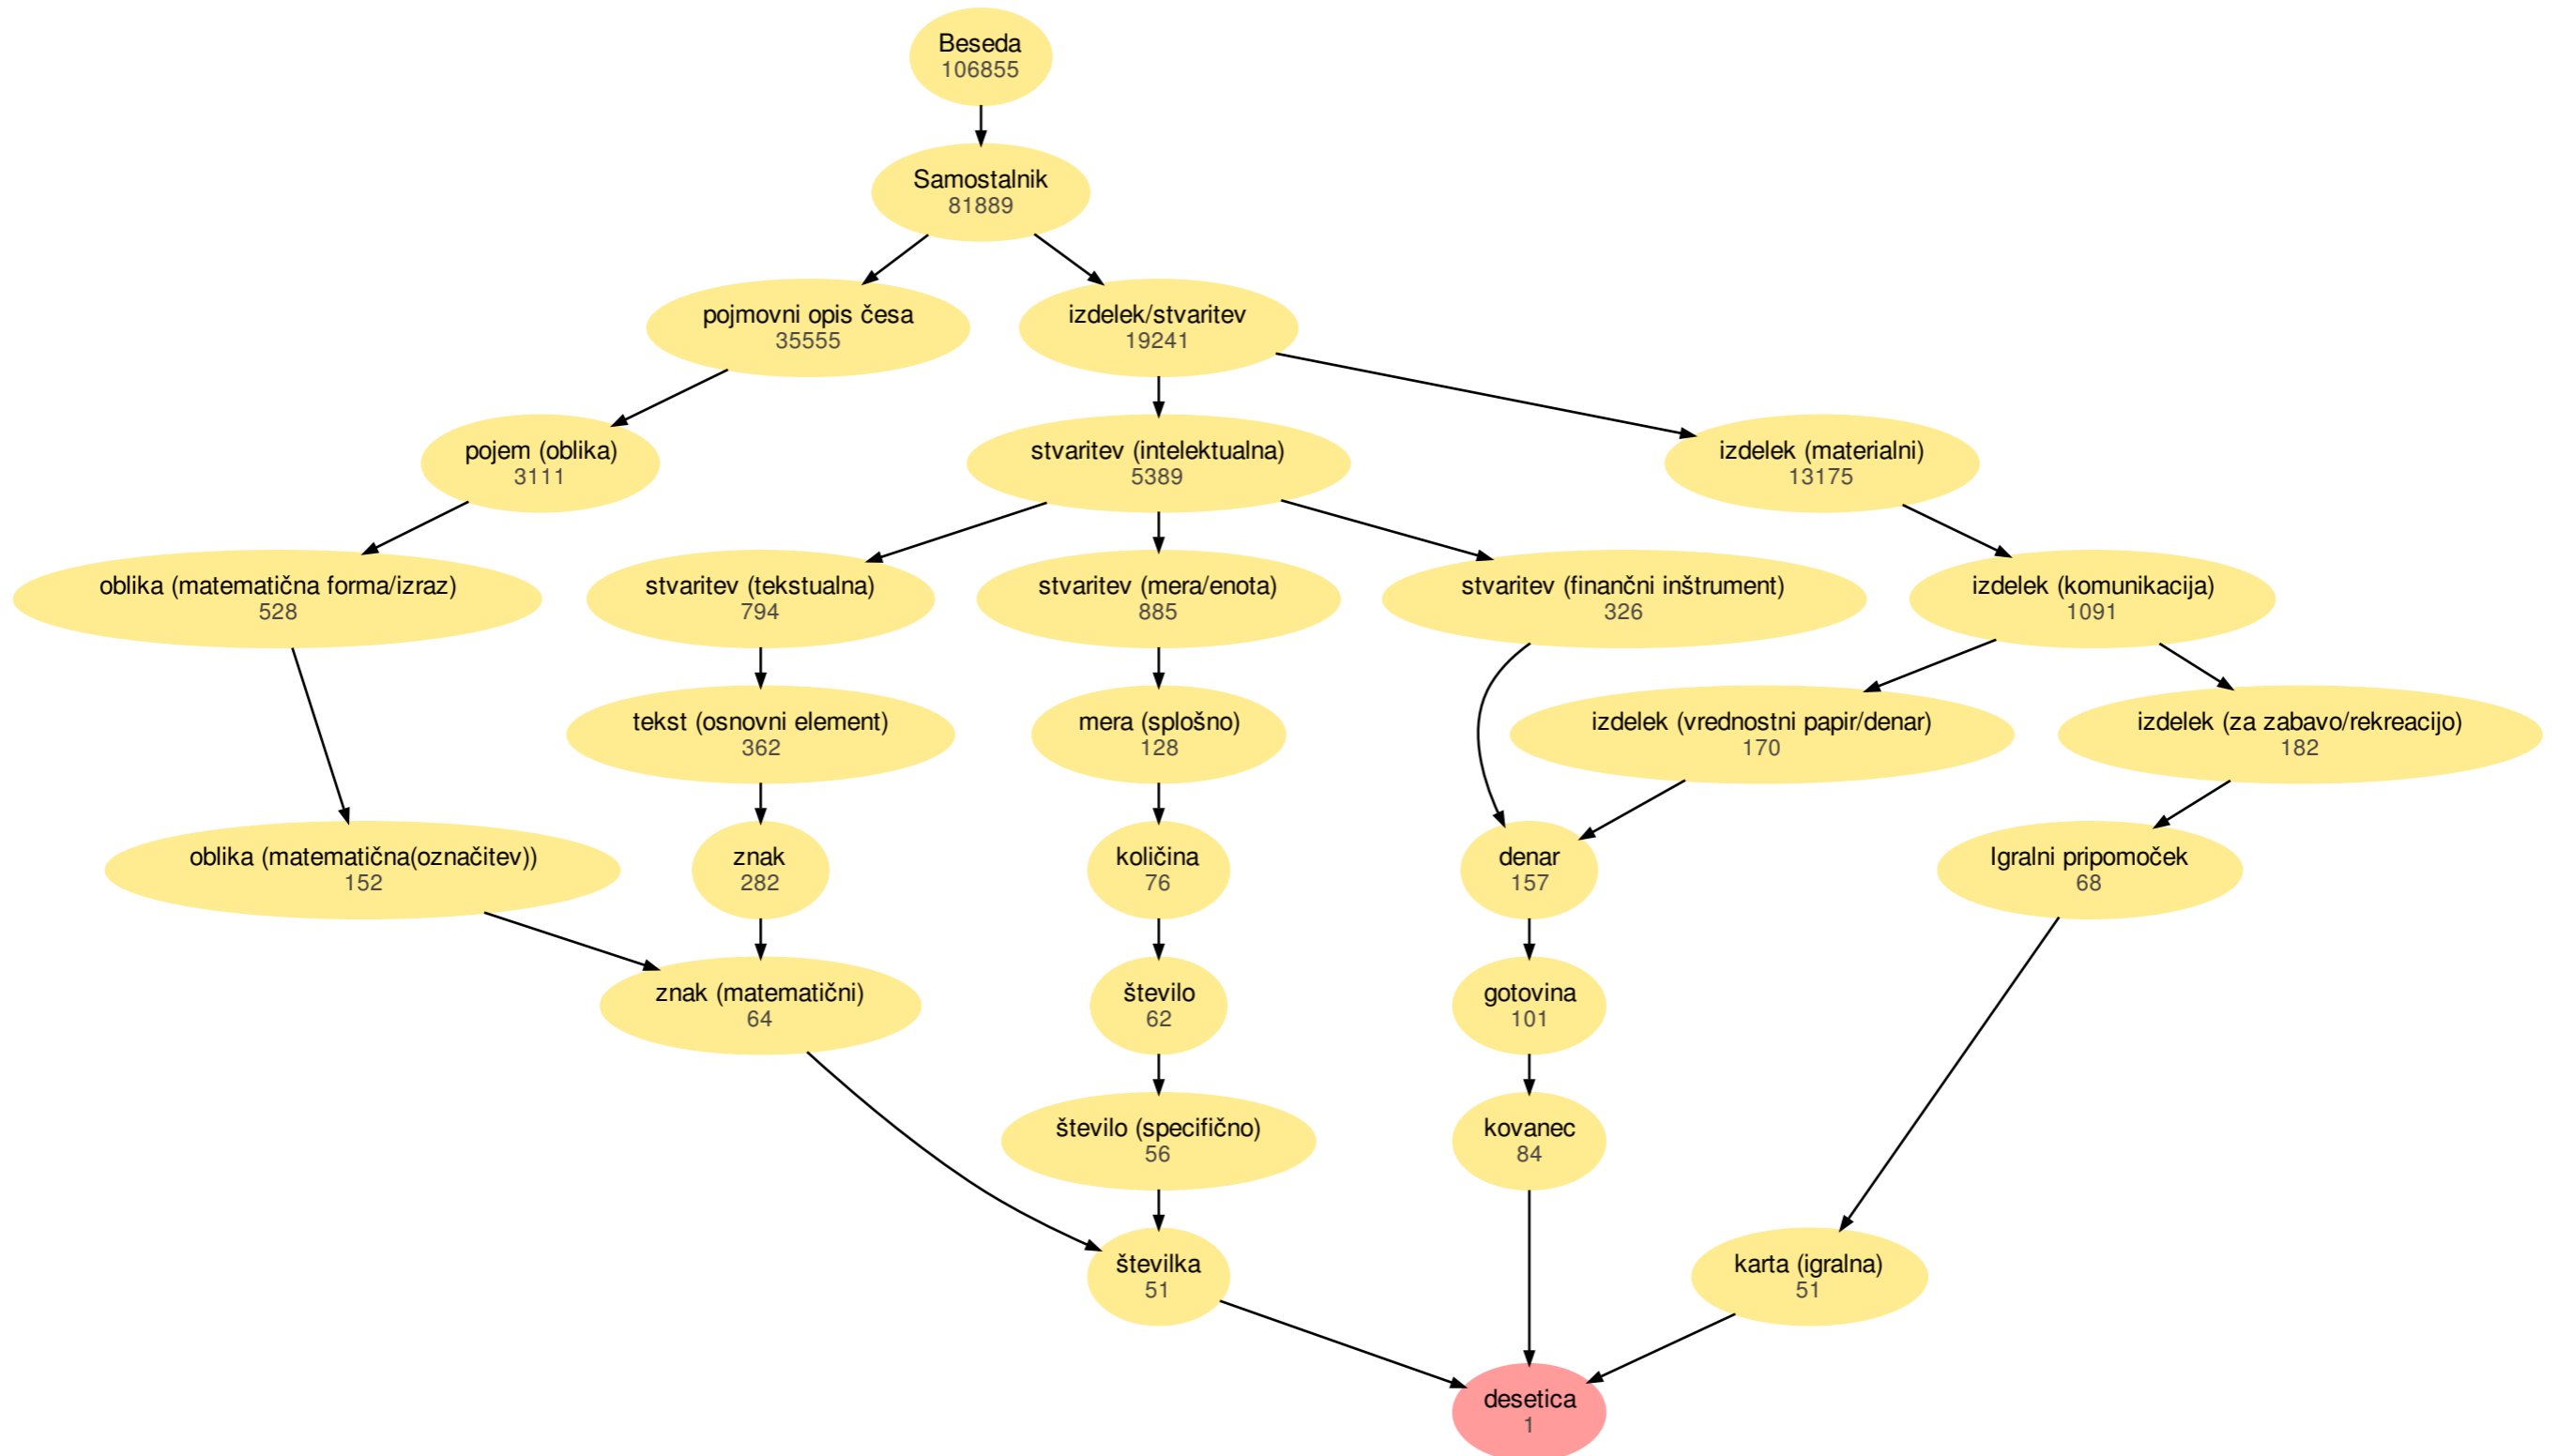 Beseda
106855
Samostalnik
81889
pojmovni opis česa
35555
izdelek/stvaritev
19241
pojem (oblika)
3111
stvaritev (intelektualna)
5389
izdelek (materialni)
13175
oblika (matematična forma/izraz)
528
stvaritev (tekstualna)
794
stvaritev (mera/enota)
885
stvaritev (finančni inštrument)
326
izdelek (komunikacija)
1091
tekst (osnovni element)
362
mera (splošno)
128
izdelek (vrednostni papir/denar)
170
izdelek (za zabavo/rekreacijo)
182
oblika (matematična(označitev))
152
znak
282
količina
76
denar
157
Igralni pripomoček
68
znak (matematični)
64
število
62
gotovina
101
število (specifično)
56
kovanec
84
številka
51
karta (igralna)
51
desetica
1